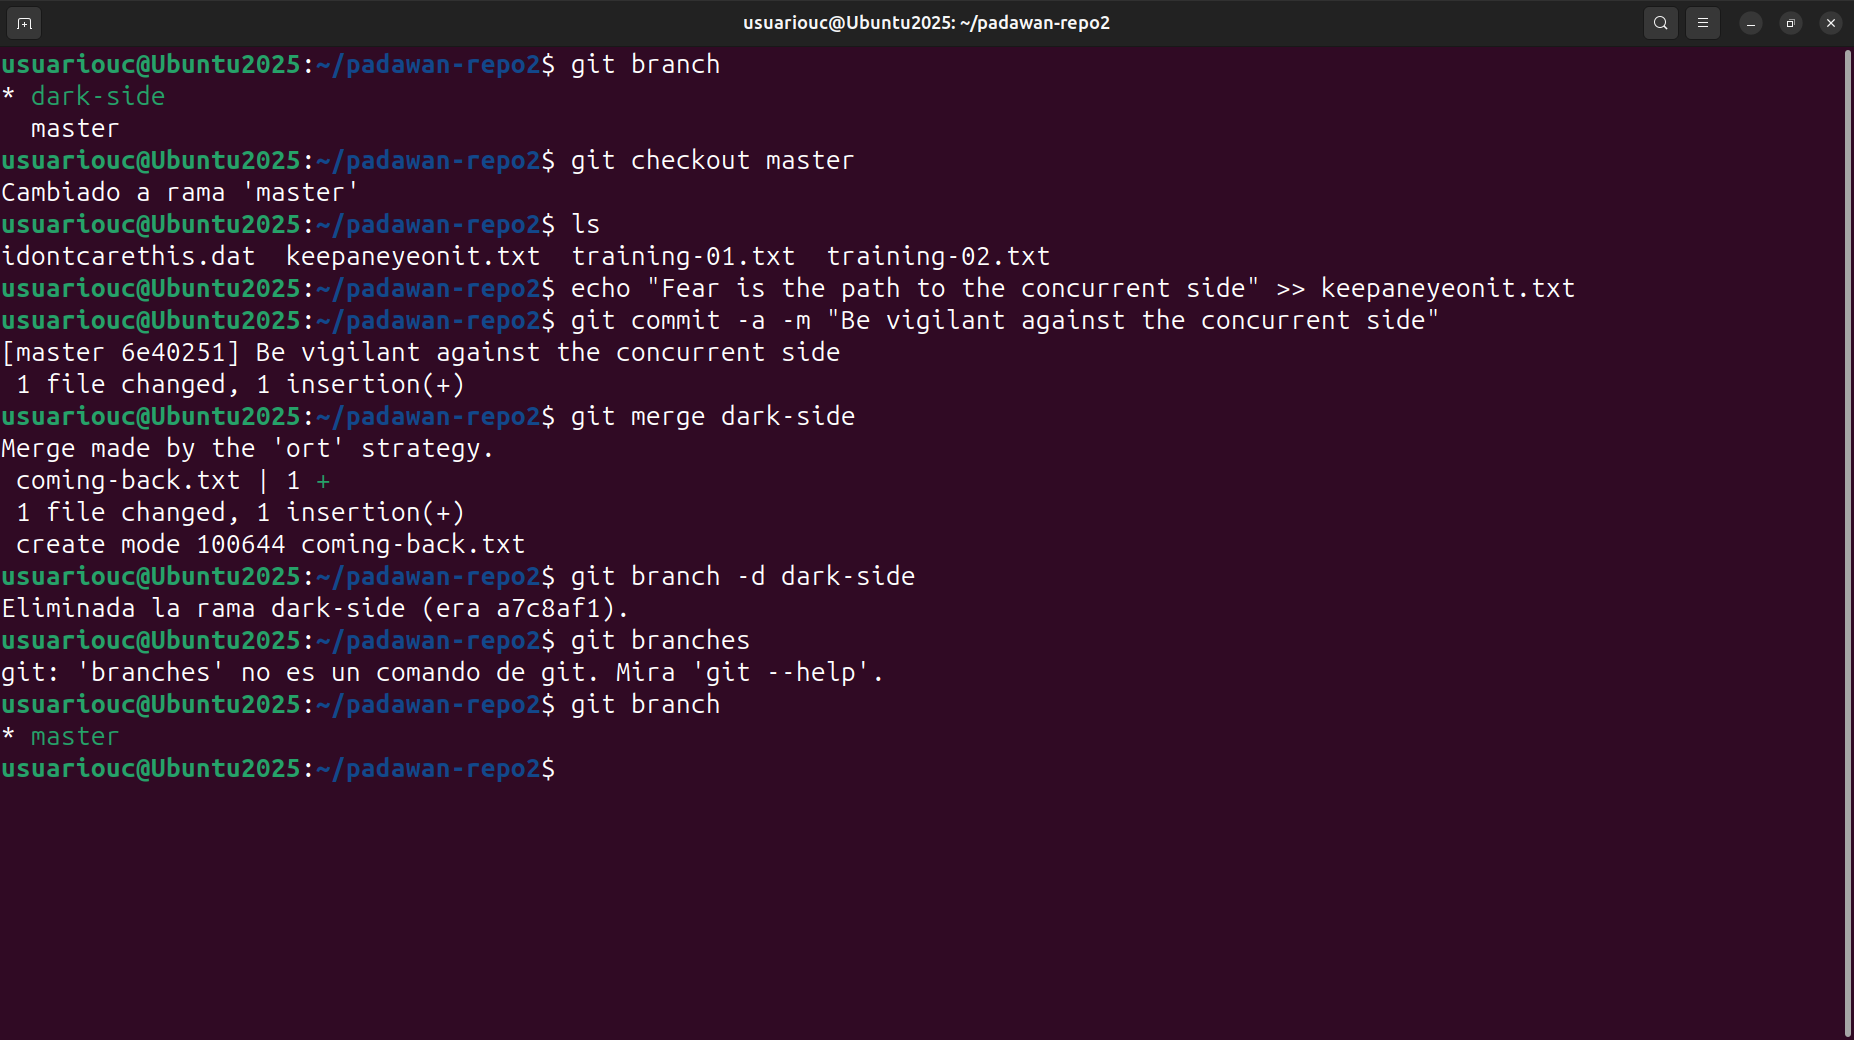 usuariouc@Ubuntu2025: ~/padawan-repo2
usuariouc@Ubuntu2025:~/padawan-repo2$ git branch
* dark-side
  master
usuariouc@Ubuntu2025:~/padawan-repo2$ git checkout master
Cambiado a rama 'master'
usuariouc@Ubuntu2025:~/padawan-repo2$ ls
idontcarethis.dat  keepaneyeonit.txt  training-01.txt  training-02.txt
usuariouc@Ubuntu2025:~/padawan-repo2$ echo "Fear is the path to the concurrent side" >> keepaneyeonit.txt
usuariouc@Ubuntu2025:~/padawan-repo2$ git commit -a -m "Be vigilant against the concurrent side"
[master 6e40251] Be vigilant against the concurrent side
 1 file changed, 1 insertion(+)
usuariouc@Ubuntu2025:~/padawan-repo2$ git merge dark-side
Merge made by the 'ort' strategy.
 coming-back.txt | 1 +
 1 file changed, 1 insertion(+)
 create mode 100644 coming-back.txt
usuariouc@Ubuntu2025:~/padawan-repo2$ git branch -d dark-side
Eliminada la rama dark-side (era a7c8af1).
usuariouc@Ubuntu2025:~/padawan-repo2$ git branches
git: 'branches' no es un comando de git. Mira 'git --help'.
usuariouc@Ubuntu2025:~/padawan-repo2$ git branch
* master
usuariouc@Ubuntu2025:~/padawan-repo2$